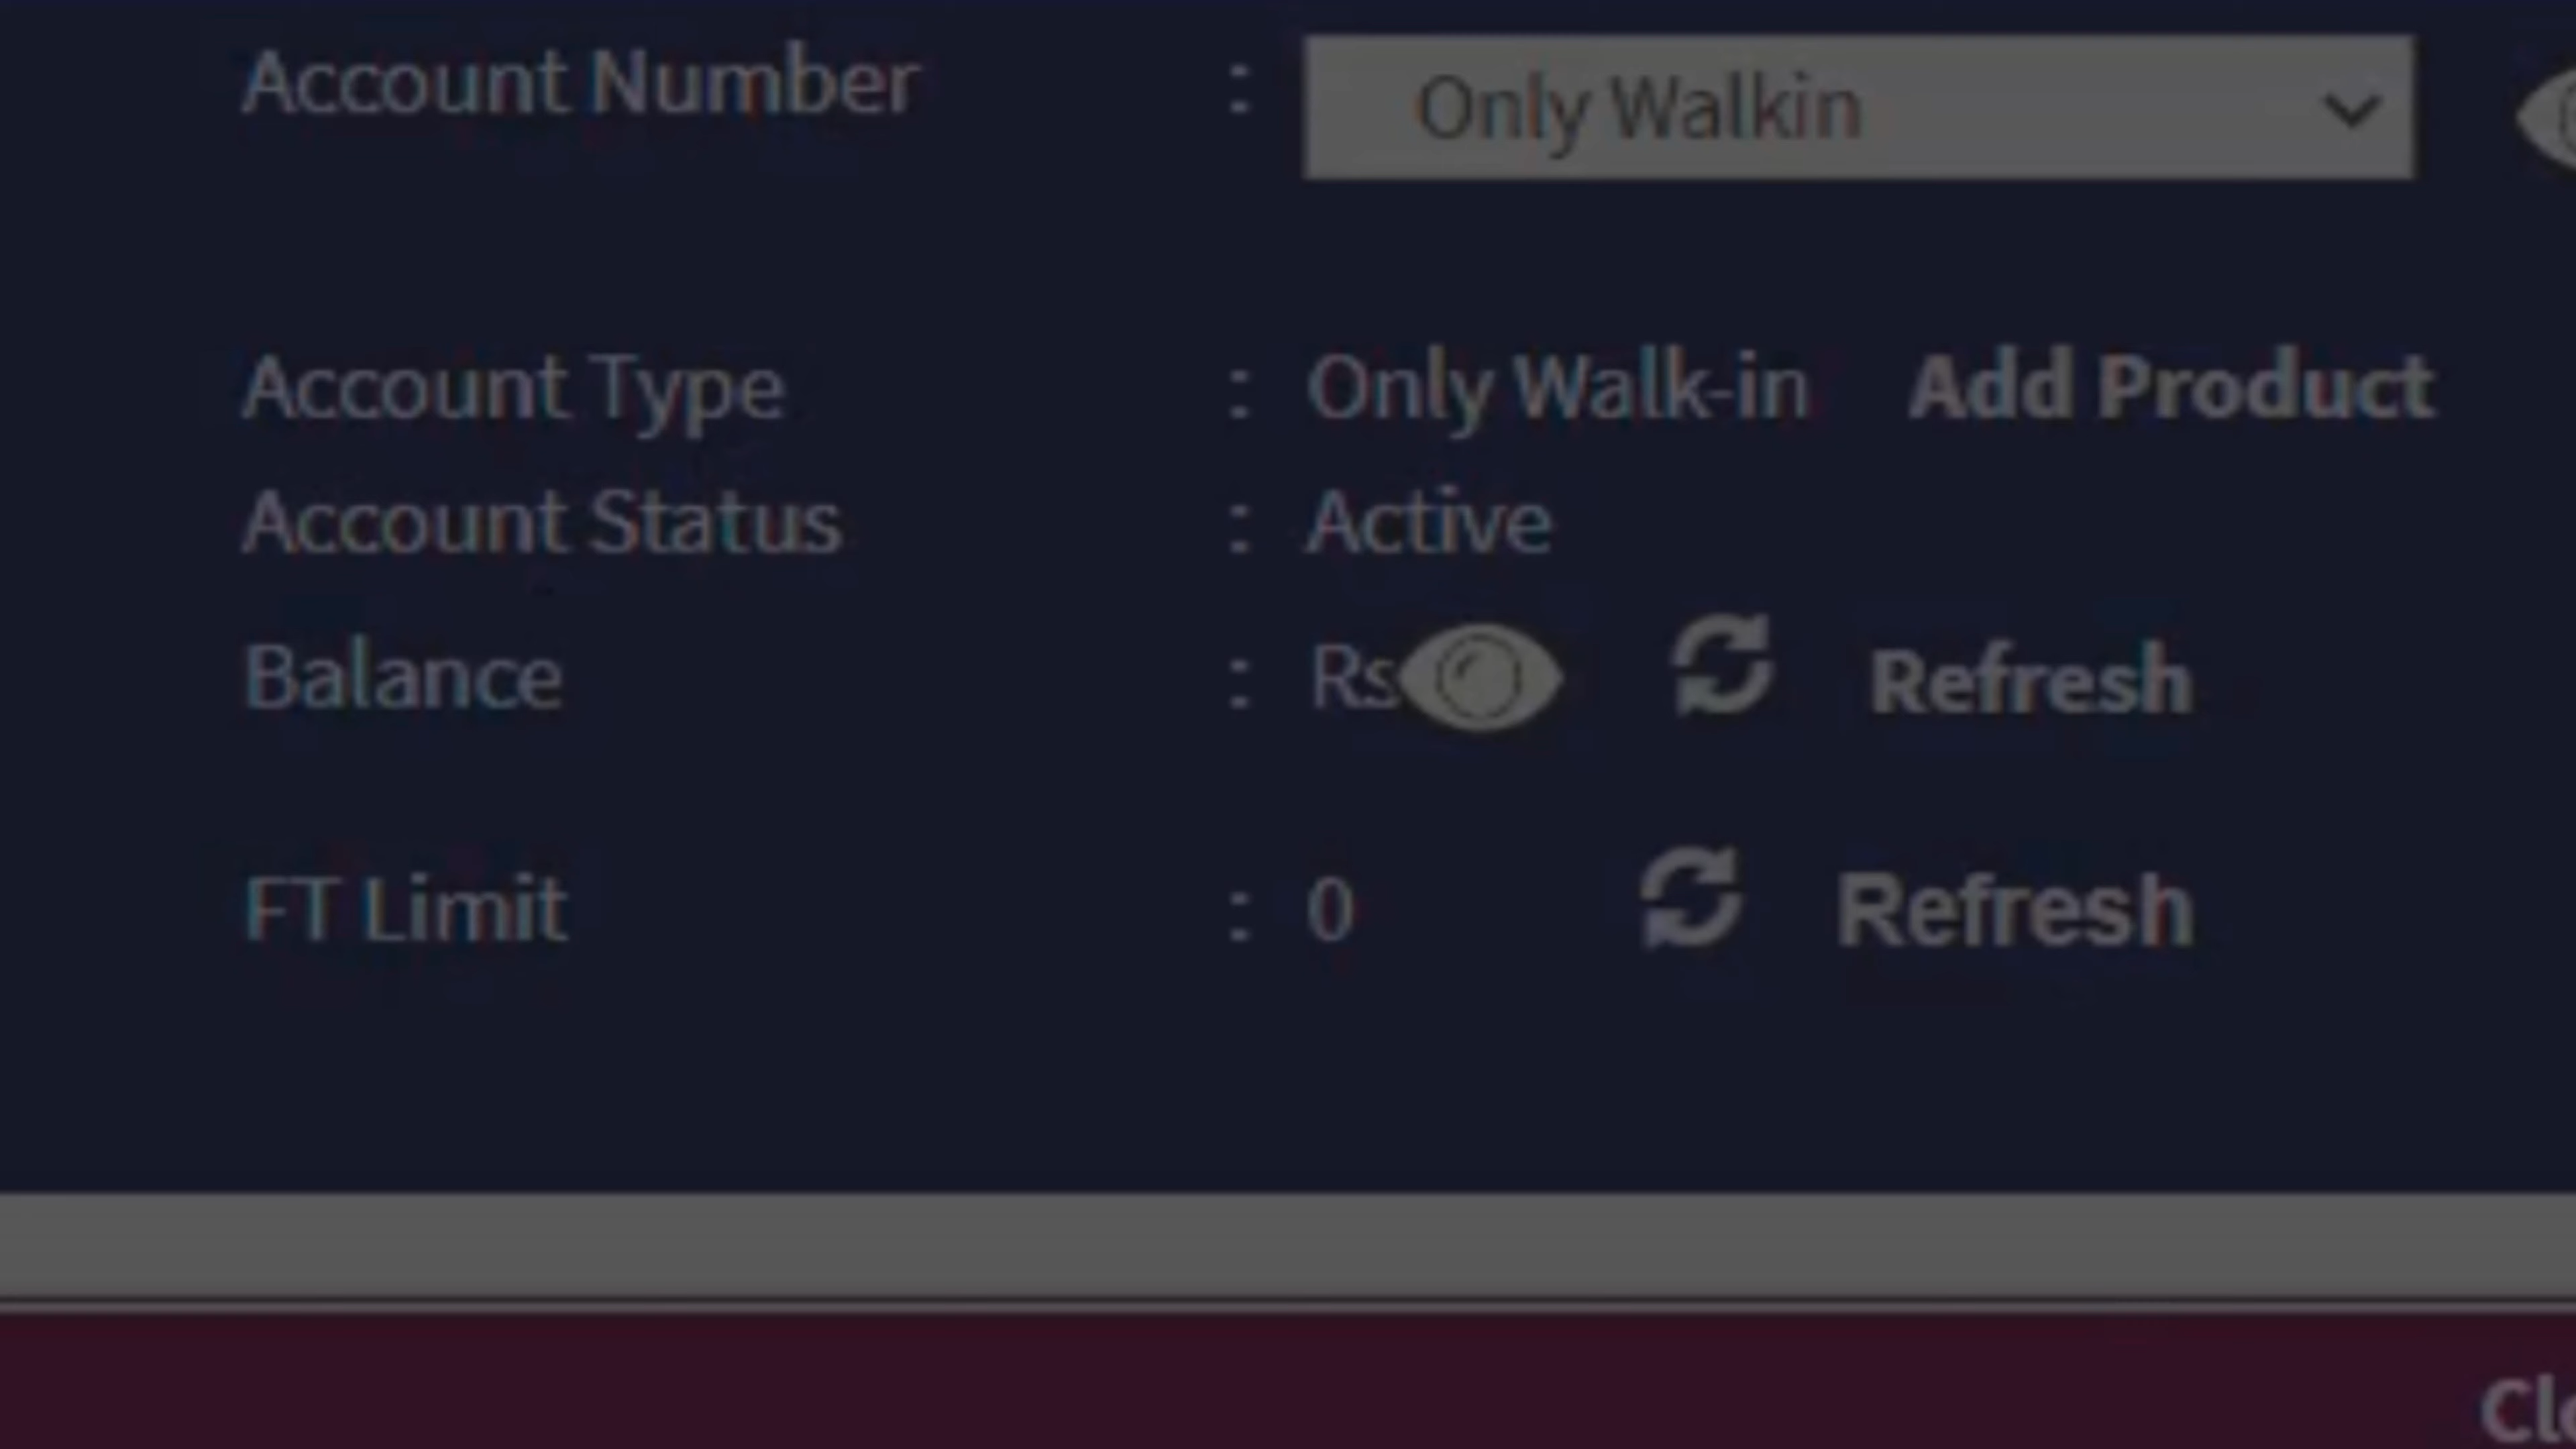 Account Number : Only Walkin
Account Type : Only Walk-in Add Product
Account Status : Active
Balance : Rs Refresh
FT Limit : 0 Refresh